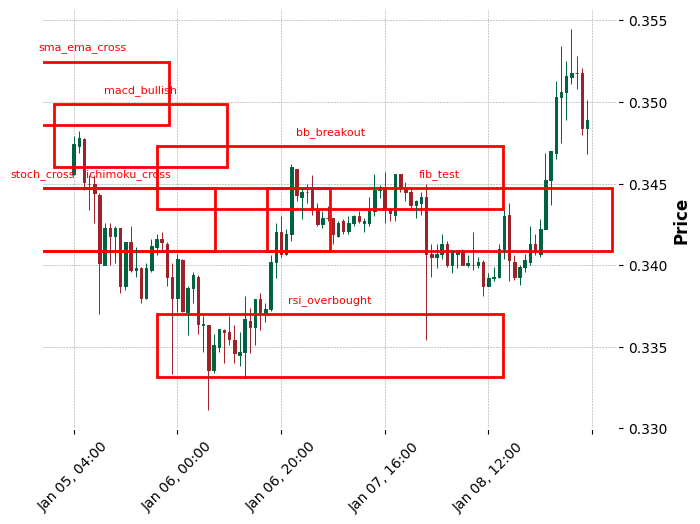 0.355
sma_ema_cross
macd_bullish
0.350
bb_breakout
stoch_cross
ichimoku_cross
fib_test
0.345
Price
0.340
rsi_overbought
0.335
0.330
Jan 05, 04:00
Jan 06, 00:00
Jan 06, 20:00
Jan 07, 16:00
Jan 08, 12:00